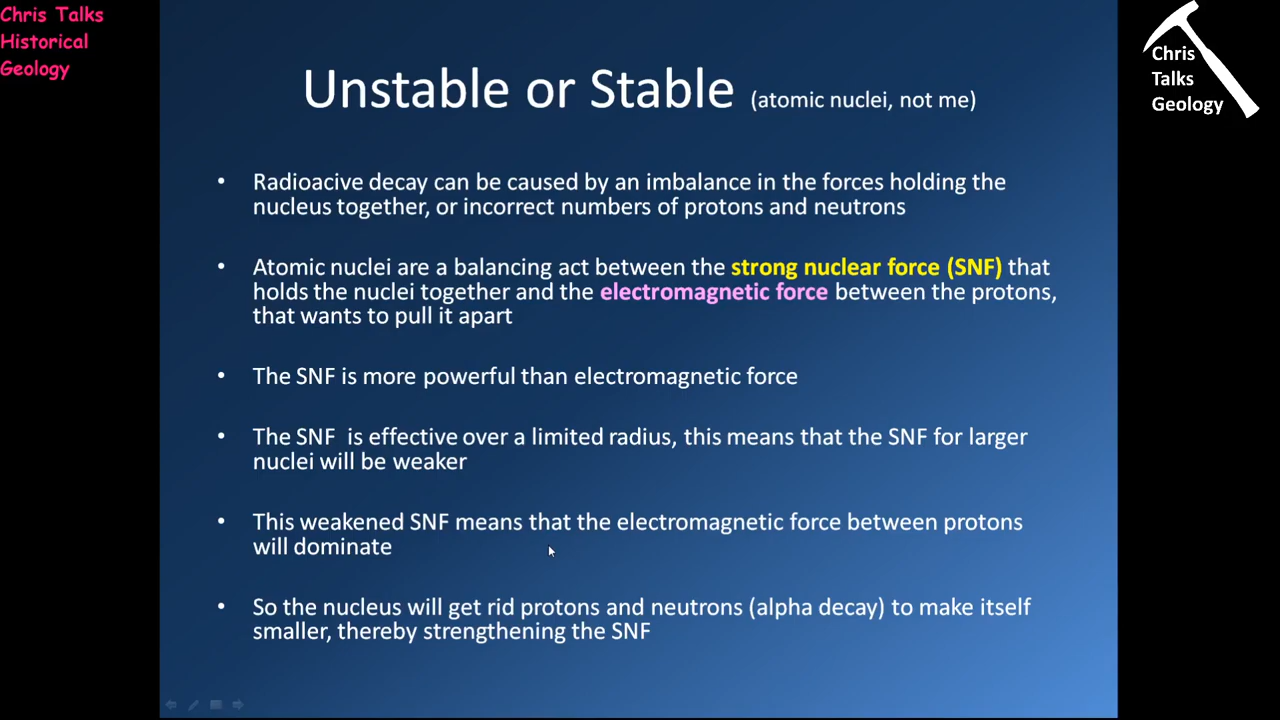 Chris Talks
Historical
Geology
Chris
Talks
Geology
Unstable or Stable (atomic nuclei, not me)
• Radioacive decay can be caused by an imbalance in the forces holding the
nucleus together, or incorrect numbers of protons and neutrons
• Atomic nuclei are a balancing act between the strong nuclear force (SNF) that
holds the nuclei together and the electromagnetic force between the protons,
that wants to pull it apart
• The SNF is more powerful than electromagnetic force
• The SNF  is effective over a limited radius, this means that the SNF for larger
nuclei will be weaker
• This weakened SNF means that the electromagnetic force between protons
will dominate
• So the nucleus will get rid protons and neutrons (alpha decay) to make itself
smaller, thereby strengthening the SNF